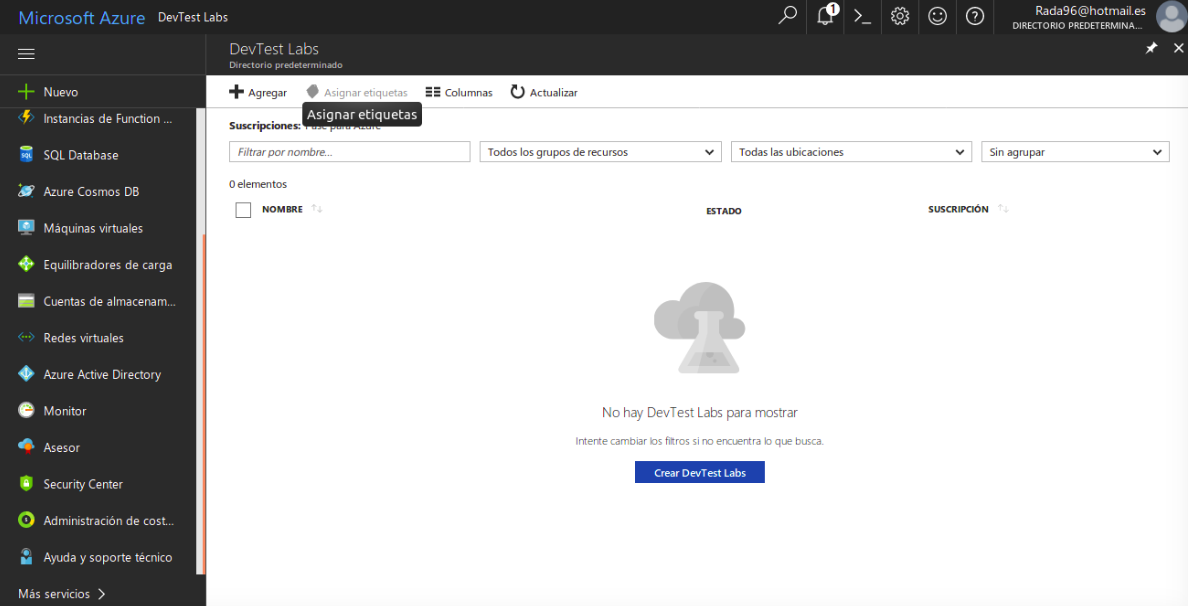 Microsoft Azure DevTest Labs
1
Rada96@hotmail.es
DIRECTORIO PREDETERMINA...
DevTest Labs
Directorio predeterminado
Nuevo
Instancias de Function ...
SQL Database
Azure Cosmos DB
Máquinas virtuales
Equilibradores de carga
Cuentas de almacenam...
Redes virtuales
Azure Active Directory
Monitor
Asesor
Security Center
Administración de cost...
Ayuda y soporte técnico
Más servicios
Agregar Asignar etiquetas Columnas Actualizar
Asignar etiquetas
Suscripciones: Pase para Azure
Filtrar por nombre... Todos los grupos de recursos Todas las ubicaciones Sin agrupar
0 elementos
NOMBRE ESTADO SUSCRIPCIÓN
No hay DevTest Labs para mostrar
Intente cambiar los filtros si no encuentra lo que busca.
Crear DevTest Labs